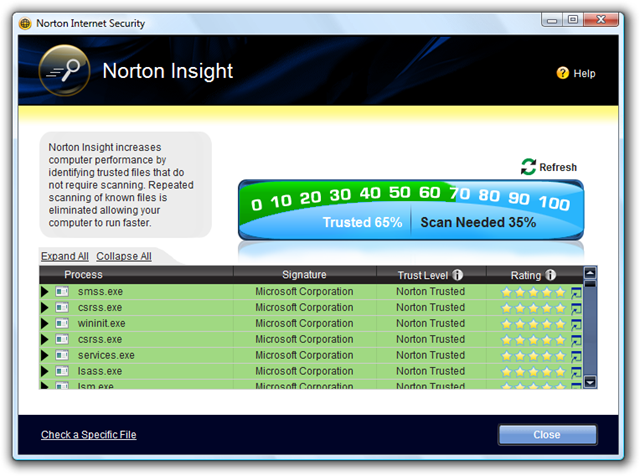 Norton Internet Security
Norton Insight
Help
Norton Insight increases
computer performance by
identifying trusted files that do
not require scanning. Repeated
scanning of known files is
eliminated allowing your
computer to run faster.
Refresh
0 10 20 30 40 50 60 70 80 90 100
Trusted 65% Scan Needed 35%
Expand All Collapse All
Process Signature Trust Level Rating
smss.exe Microsoft Corporation Norton Trusted
csrss.exe Microsoft Corporation Norton Trusted
wininit.exe Microsoft Corporation Norton Trusted
csrss.exe Microsoft Corporation Norton Trusted
services.exe Microsoft Corporation Norton Trusted
lsass.exe Microsoft Corporation Norton Trusted
lsm.exe Microsoft Corporation Norton Trusted
Check a Specific File
Close